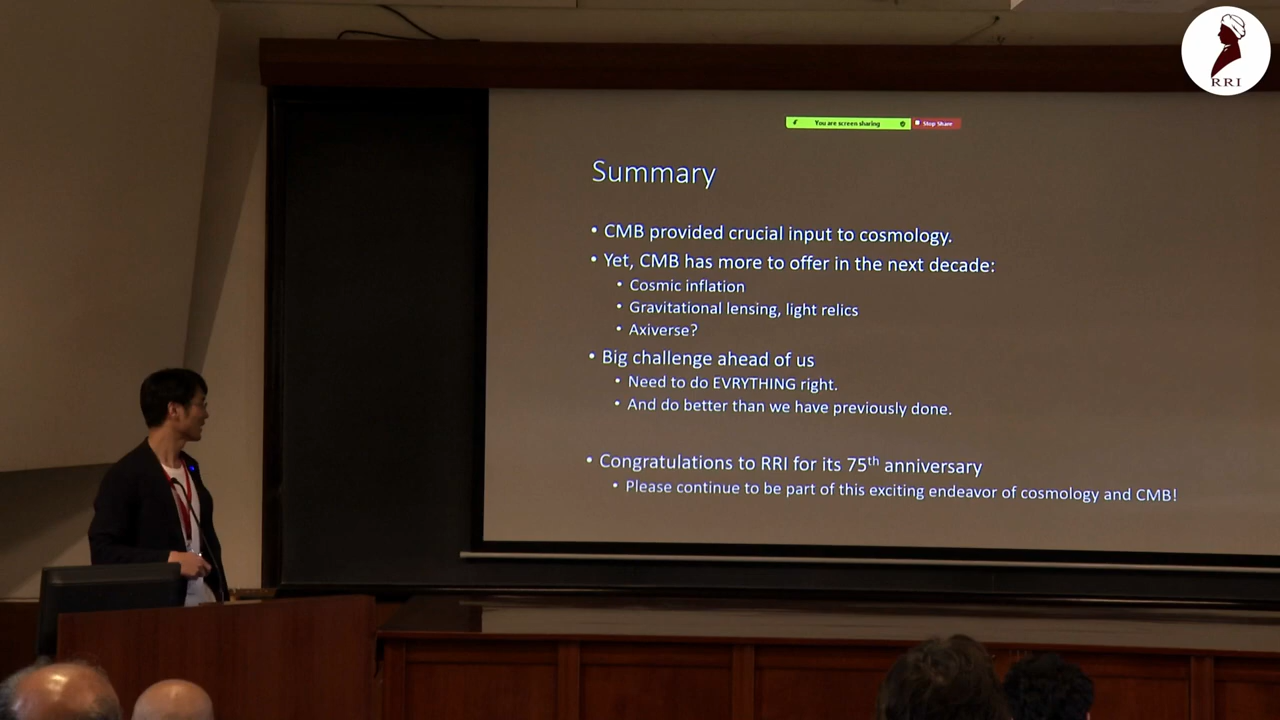 RRI
You are screen sharing
Stop Share
Summary
• CMB provided crucial input to cosmology.
• Yet, CMB has more to offer in the next decade:
• Cosmic inflation
• Gravitational lensing, light relics
• Axiverse?
• Big challenge ahead of us
• Need to do EVRYTHING right.
• And do better than we have previously done.
• Congratulations to RRI for its 75th anniversary
• Please continue to be part of this exciting endeavor of cosmology and CMB!